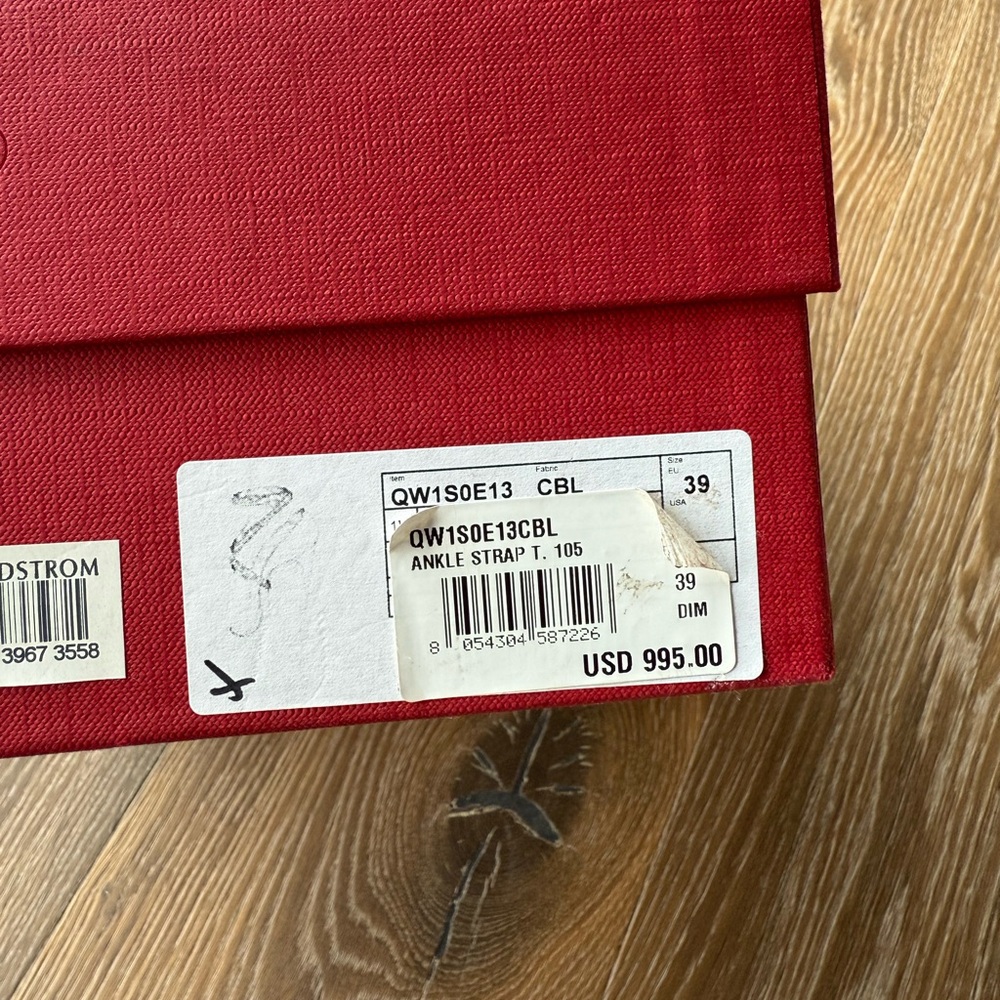 Item
Fabric
Size
EU
QW1S0E13 CBL
39
USA
QW1S0E13CBL
ANKLE STRAP T. 105
39
DIM
8 054304 587226
USD 995.00
DSTROM
3967 3558